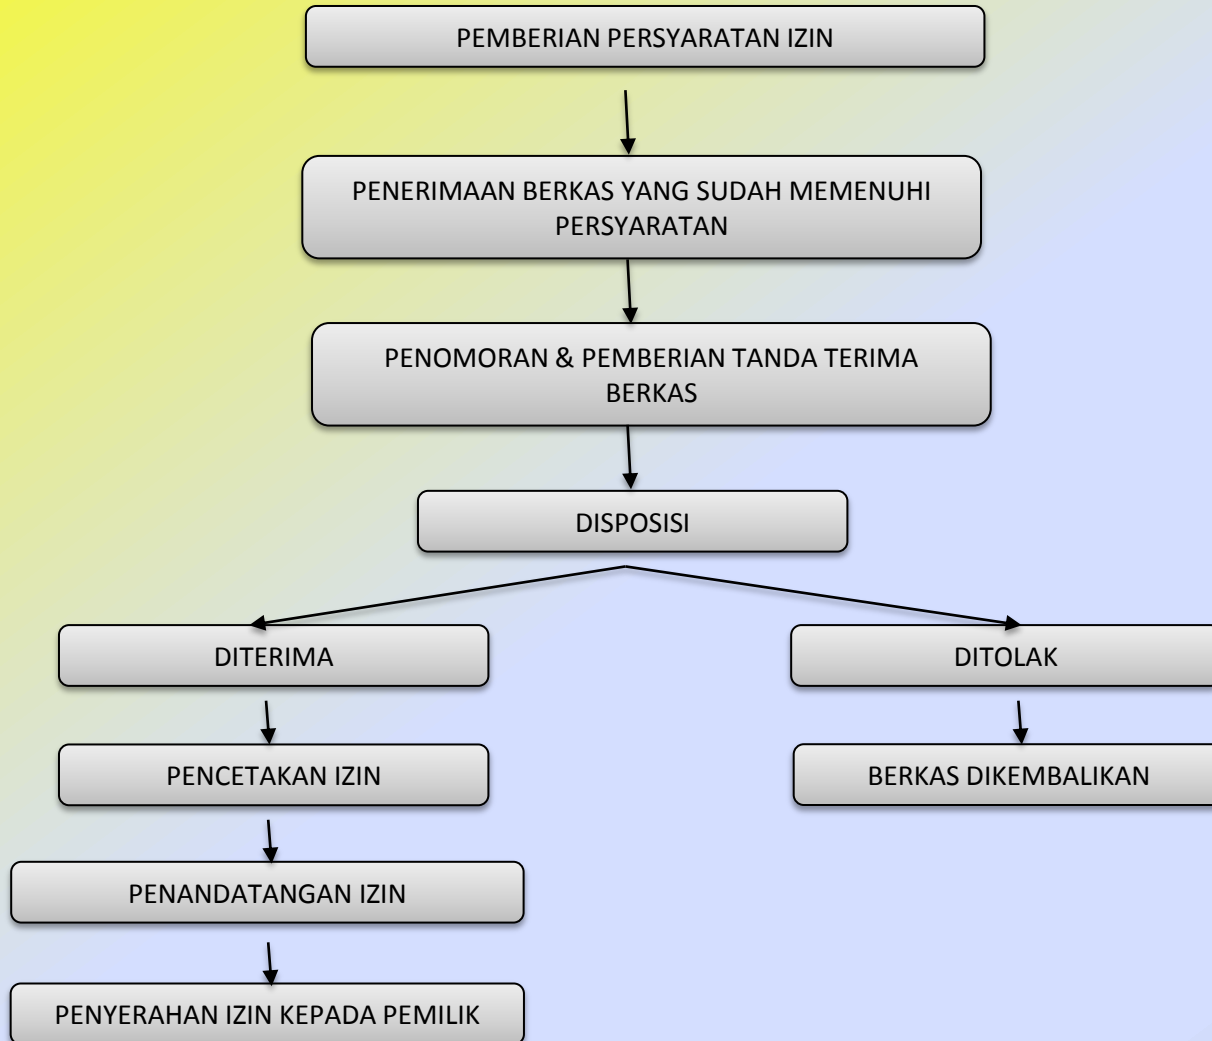 PEMBERIAN PERSYARATAN IZIN
PENERIMAAN BERKAS YANG SUDAH MEMENUHI
PERSYARATAN
PENOMORAN & PEMBERIAN TANDA TERIMA
BERKAS
DISPOSISI
DITERIMA
DITOLAK
PENCETAKAN IZIN
BERKAS DIKEMBALIKAN
PENANDATANGAN IZIN
PENYERAHAN IZIN KEPADA PEMILIK